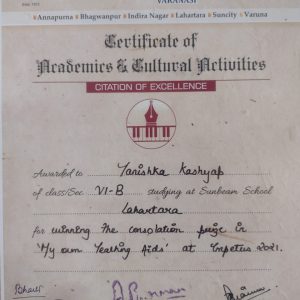 VARANASI
Annapurna Bhagwanpur Indira Nagar Lahartara Suncity Varuna
Certificate of
Academics & Cultural Activities
CITATION OF EXCELLENCE
Awarded to Tanishka Kashyap
of class/Sec VI-B studying at Sunbeam School
Lahartara
for winning the consolation prize in
'My own Teaching Aids' at Impetus 2021.